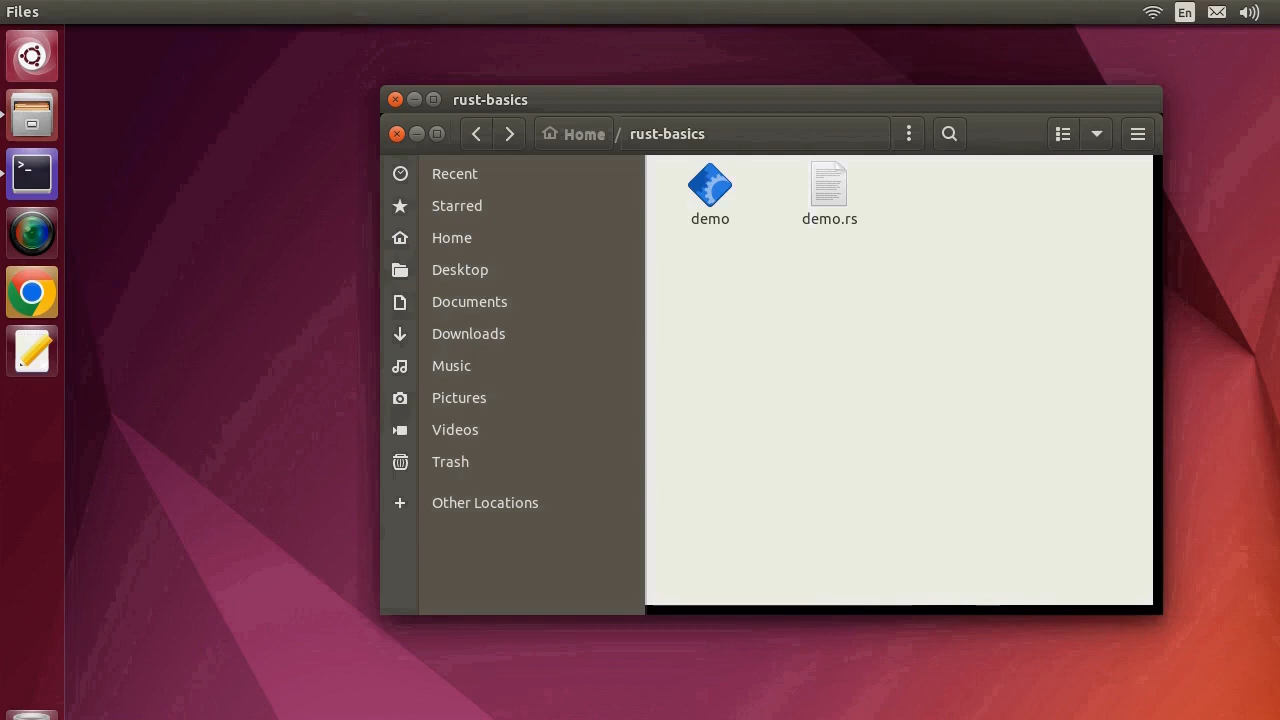 Files
En
rust-basics
Home / rust-basics
Recent
Starred
Home
Desktop
Documents
Downloads
Music
Pictures
Videos
Trash
Other Locations
demo
demo.rs
>_